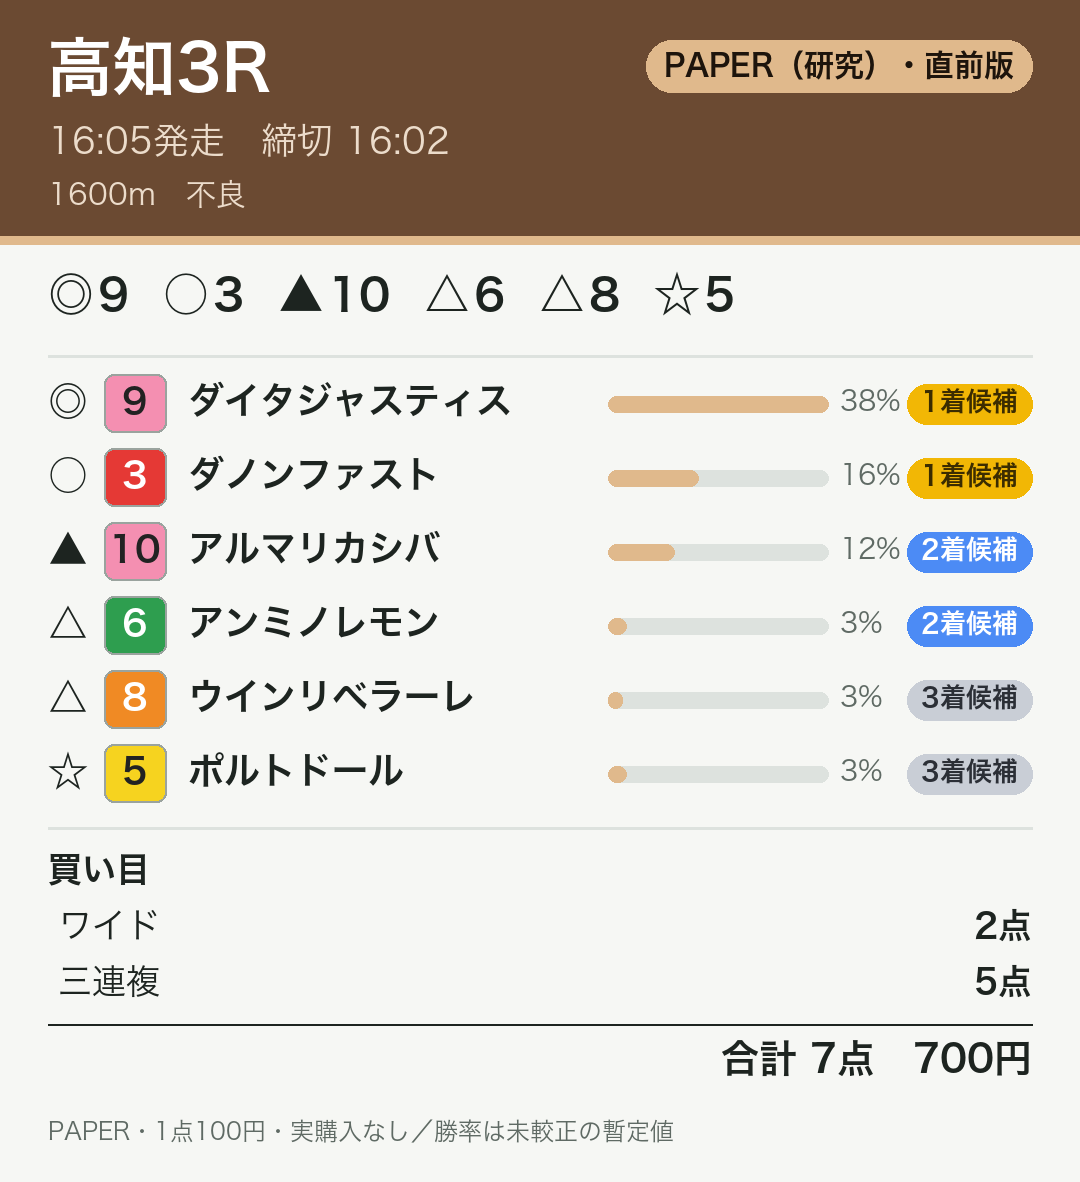 高知3R
PAPER（研究）・直前版
16:05発走　締切 16:02
1600m　不良
◎9 ○3 ▲10 △6 △8 ☆5
◎ 9 ダイタジャスティス 38% 1着候補
○ 3 ダノンファスト 16% 1着候補
▲ 10 アルマリカシバ 12% 2着候補
△ 6 アンミノレモン 3% 2着候補
△ 8 ウインリベラーレ 3% 3着候補
☆ 5 ポルトドール 3% 3着候補
買い目
ワイド 2点
三連複 5点
合計 7点　700円
PAPER・1点100円・実購入なし／勝率は未較正の暫定値